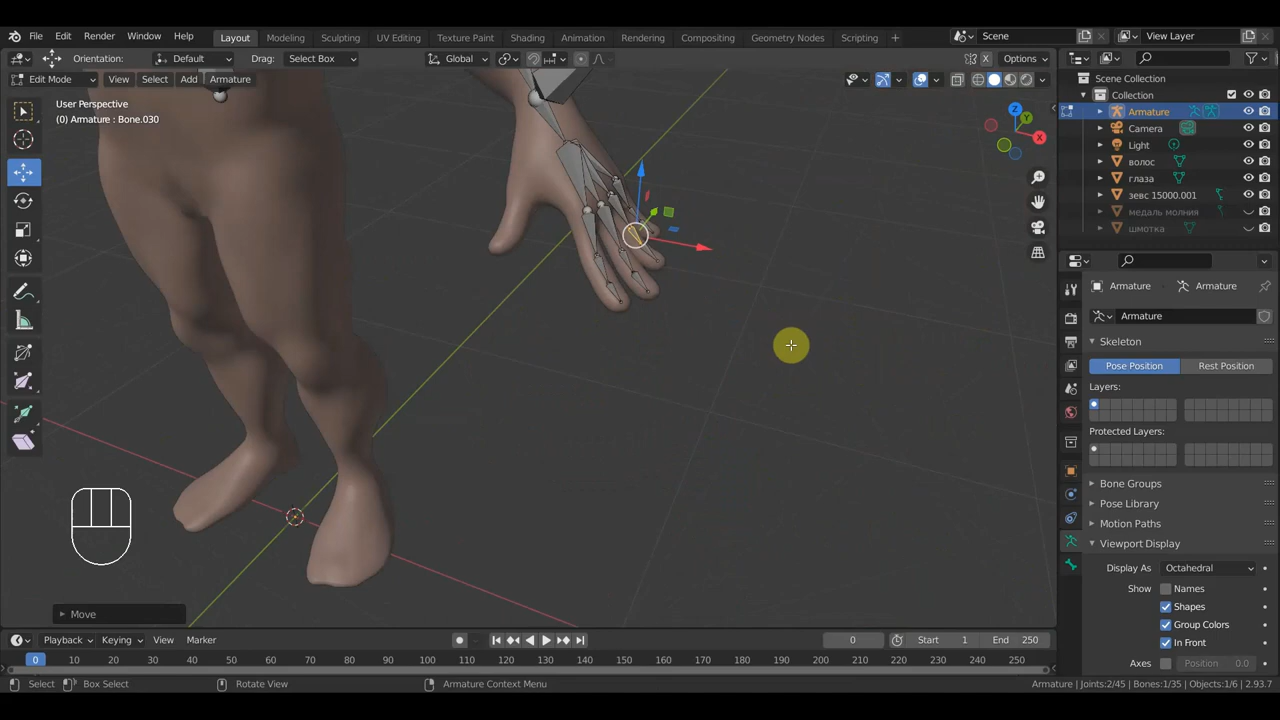 File Edit Render Window Help Layout Modeling Sculpting UV Editing Texture Paint Shading Animation Rendering Compositing Geometry Nodes Scripting + Scene View Layer
Orientation: Default Drag: Select Box Global X Options
Edit Mode View Select Add Armature
User Perspective
(0) Armature : Bone.030
Z
Y
X
Move
Scene Collection
Collection
Armature
Camera
Light
волос
глаза
зевс 15000.001
медаль молния
шмотка
Armature Armature
Armature
Skeleton
Pose Position Rest Position
Layers:
Protected Layers:
Bone Groups
Pose Library
Motion Paths
Viewport Display
Display As Octahedral
Show Names
Shapes
Group Colors
In Front
Axes Position 0.0
Playback Keying View Marker 0 Start 1 End 250
0 10 20 30 40 50 60 70 80 90 100 110 120 130 140 150 160 170 180 190 200 210 220 230 240 250
Select Box Select Rotate View Armature Context Menu Armature | Joints:2/45 | Bones:1/35 | Objects:1/6 | 2.93.7